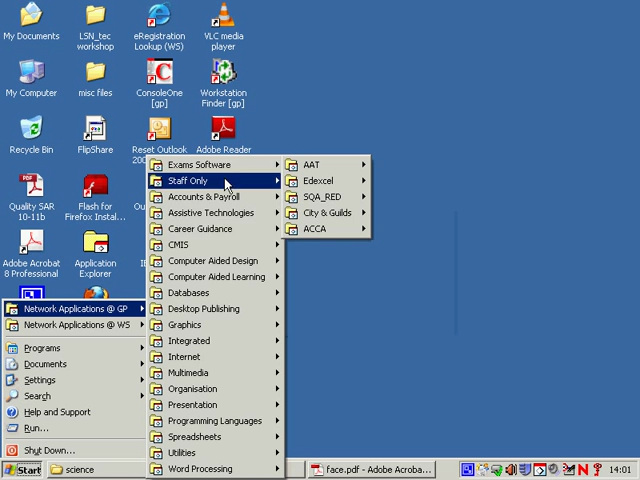 My Documents
LSN_tec workshop
eRegistration Lookup (WS)
VLC media player
My Computer
misc files
ConsoleOne [gp]
Workstation Finder (gp)
Recycle Bin
FlipShare
Reset Outlook
Adobe Reader
Quality SAR 10-11b
Flash for Firefox Instal...
Adobe Acrobat 8 Professional
Application Explorer
Exams Software
Staff Only
Accounts & Payroll
Assistive Technologies
Career Guidance
CMIS
Computer Aided Design
Computer Aided Learning
Databases
Desktop Publishing
Graphics
Integrated
Internet
Multimedia
Organisation
Presentation
Programming Languages
Spreadsheets
Utilities
Word Processing
AAT
Edexcel
SQA_RED
City & Guilds
ACCA
Network Applications @ GP
Network Applications @ WS
Programs
Documents
Settings
Search
Help and Support
Run...
Shut Down...
Start
science
face.pdf - Adobe Acroba...
14:01